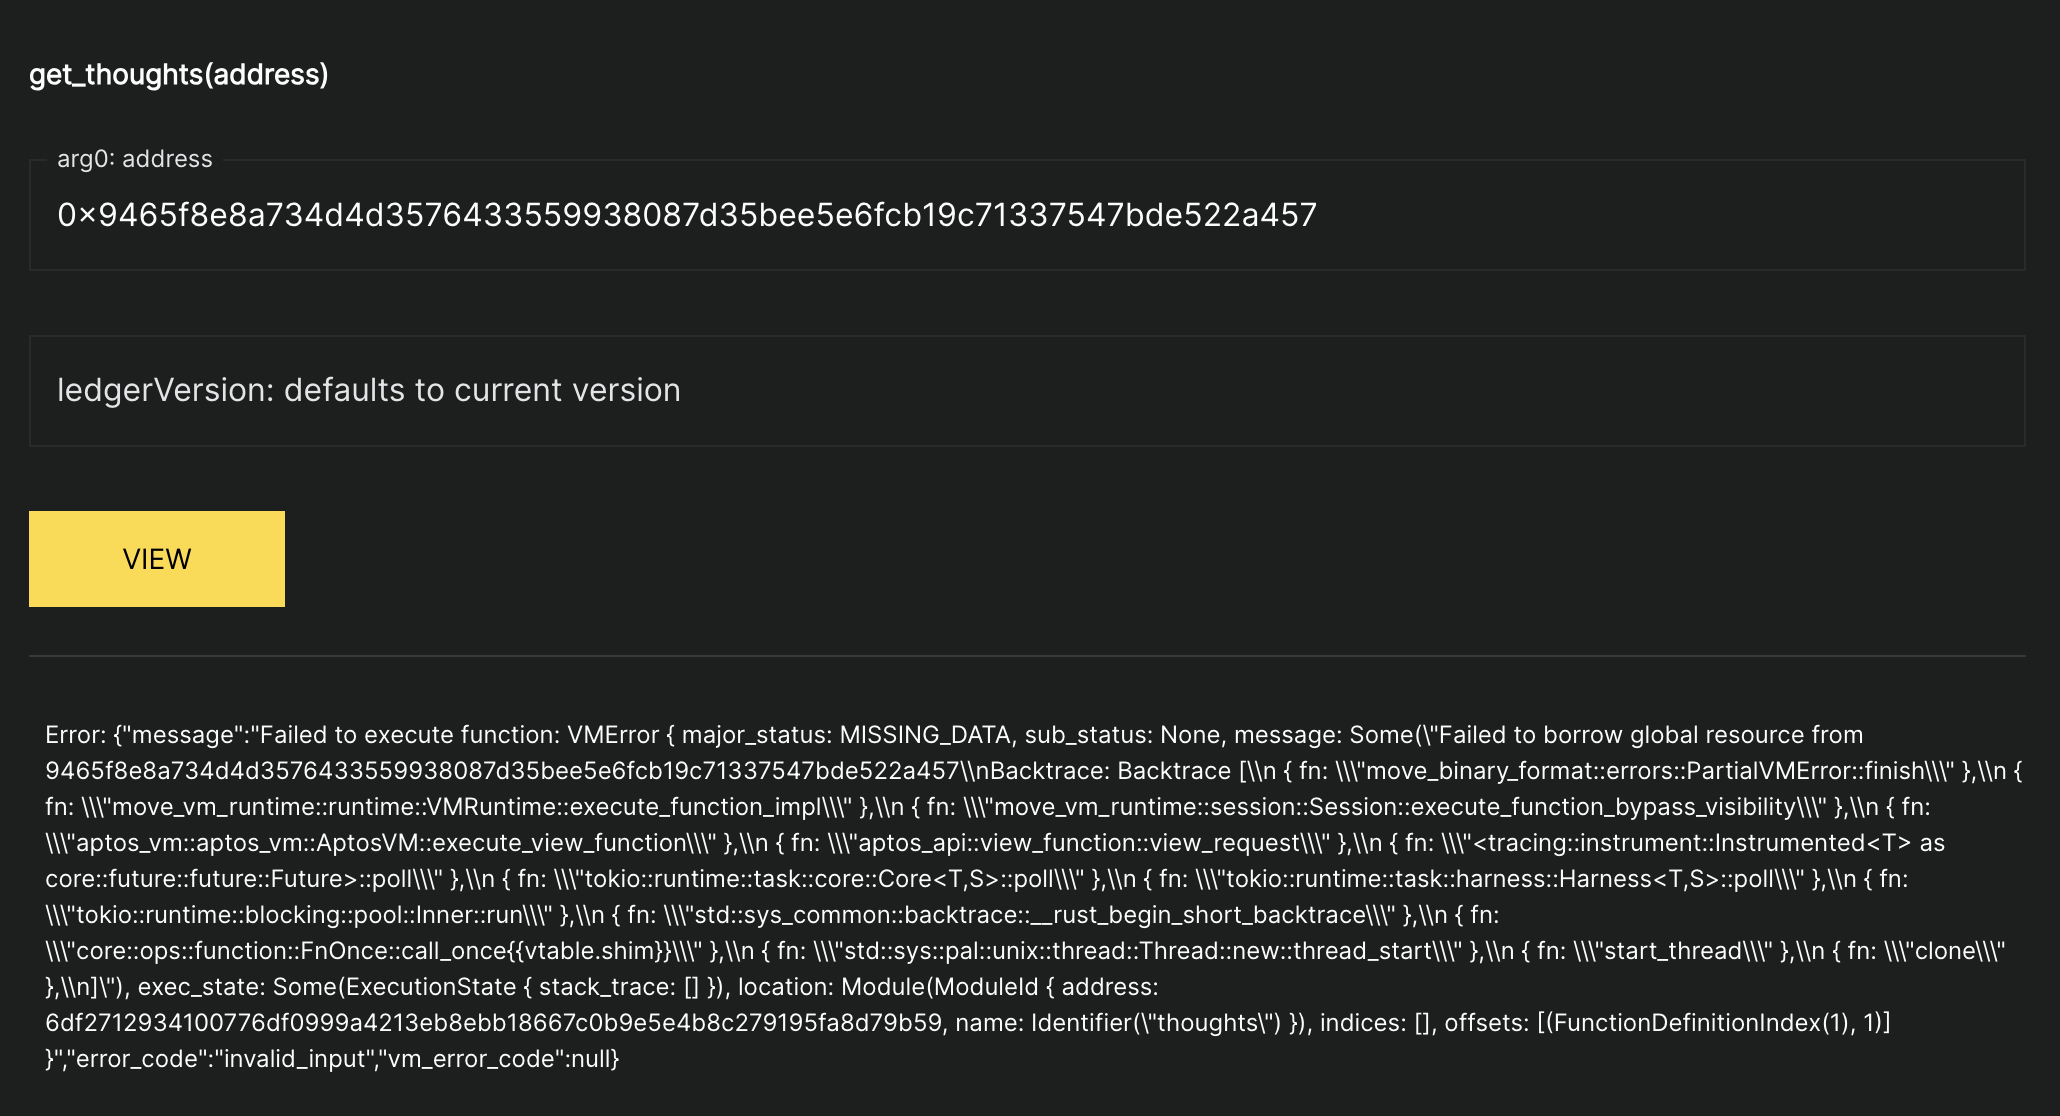 get_thoughts(address)
arg0: address
0×9465f8e8a734d4d3576433559938087d35bee5e6fcb19c71337547bde522a457
ledgerVersion: defaults to current version
VIEW
Error: {"message":"Failed to execute function: VMError { major_status: MISSING_DATA, sub_status: None, message: Some(\"Failed to borrow global resource from
9465f8e8a734d4d3576433559938087d35bee5e6fcb19c71337547bde522a457\\nBacktrace: Backtrace [\\n { fn: \\\"move_binary_format::errors::PartialVMError::finish\\\" },\\n {
fn: \\\"move_vm_runtime::runtime::VMRuntime::execute_function_impl\\\" },\\n { fn: \\\"move_vm_runtime::session::Session::execute_function_bypass_visibility\\\" },\\n { fn:
\\\"aptos_vm::aptos_vm::AptosVM::execute_view_function\\\" },\\n { fn: \\\"aptos_api::view_function::view_request\\\" },\\n { fn: \\\"<tracing::instrument::Instrumented<T> as
core::future::future::Future>::poll\\\" },\\n { fn: \\\"tokio::runtime::task::core::Core<T,S>::poll\\\" },\\n { fn: \\\"tokio::runtime::task::harness::Harness<T,S>::poll\\\" },\\n { fn:
\\\"tokio::runtime::blocking::pool::Inner::run\\\" },\\n { fn: \\\"std::sys_common::backtrace::__rust_begin_short_backtrace\\\" },\\n { fn:
\\\"core::ops::function::FnOnce::call_once{{vtable.shim}}\\\" },\\n { fn: \\\"std::sys::pal::unix::thread::Thread::new::thread_start\\\" },\\n { fn: \\\"start_thread\\\" },\\n { fn: \\\"clone\\\"
},\\n]\"), exec_state: Some(ExecutionState { stack_trace: [] }), location: Module(ModuleId { address:
6df2712934100776df0999a4213eb8ebb18667c0b9e5e4b8c279195fa8d79b59, name: Identifier(\"thoughts\") }), indices: [], offsets: [(FunctionDefinitionIndex(1), 1)]
}","error_code":"invalid_input","vm_error_code":null}